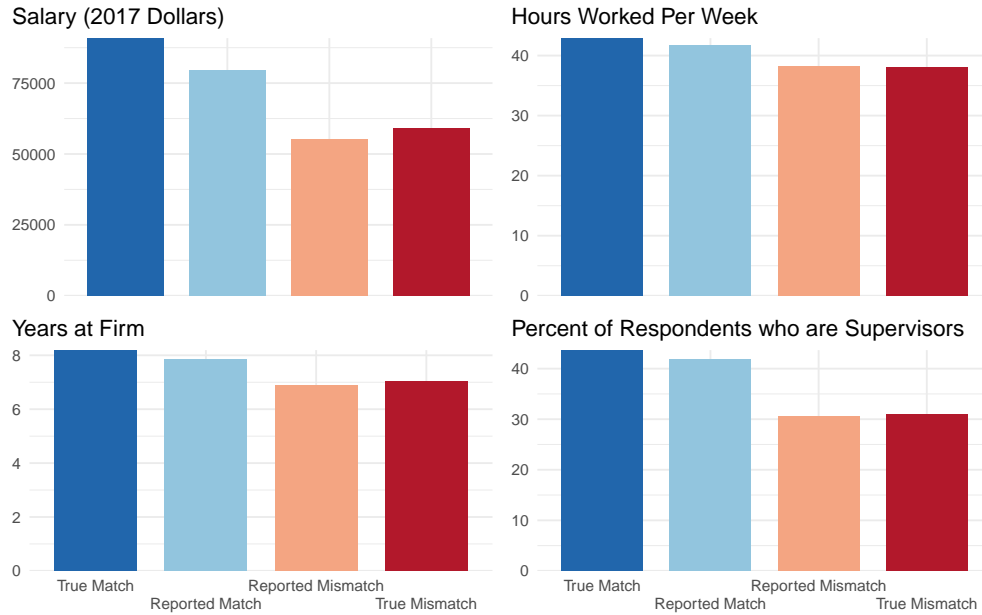 Salary (2017 Dollars)
75000
50000
25000
0
Hours Worked Per Week
40
30
20
10
0
Years at Firm
8
6
4
2
0
True Match
Reported Match
Reported Mismatch
True Mismatch
Percent of Respondents who are Supervisors
40
30
20
10
0
True Match
Reported Match
Reported Mismatch
True Mismatch